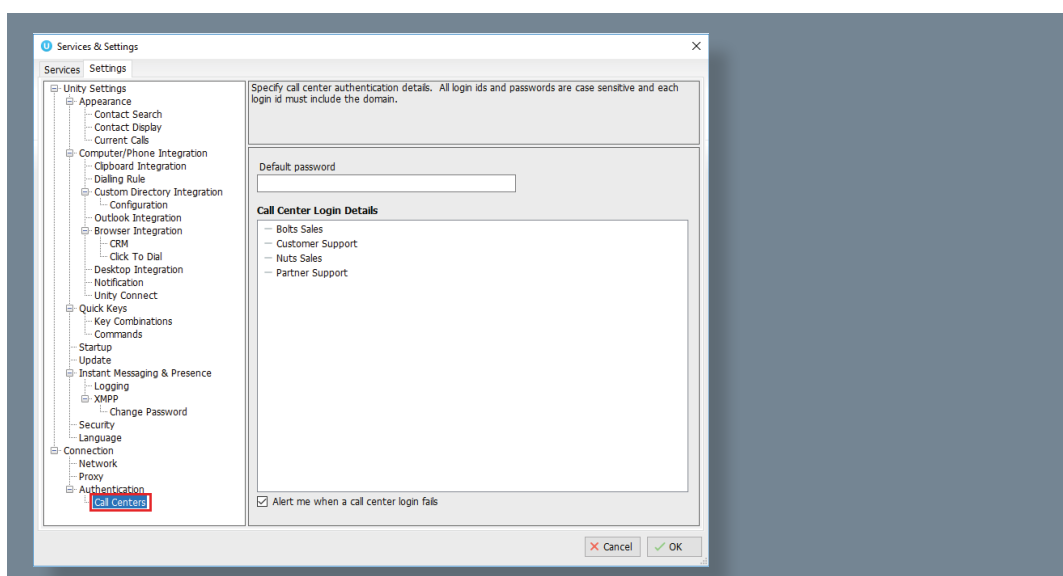 Services & Settings
Services Settings
Unity Settings
Appearance
Contact Search
Contact Display
Current Calls
Computer/Phone Integration
Clipboard Integration
Dialing Rule
Custom Directory Integration
Configuration
Outlook Integration
Browser Integration
CRM
Click To Dial
Desktop Integration
Notification
Unity Connect
Quick Keys
Key Combinations
Commands
Startup
Update
Instant Messaging & Presence
Logging
XMPP
Change Password
Security
Language
Connection
Network
Proxy
Authentication
Call Centers
Specify call center authentication details. All login ids and passwords are case sensitive and each
login id must include the domain.
Default password
Call Center Login Details
Bolts Sales
Customer Support
Nuts Sales
Partner Support
Alert me when a call center login fails
Cancel
OK